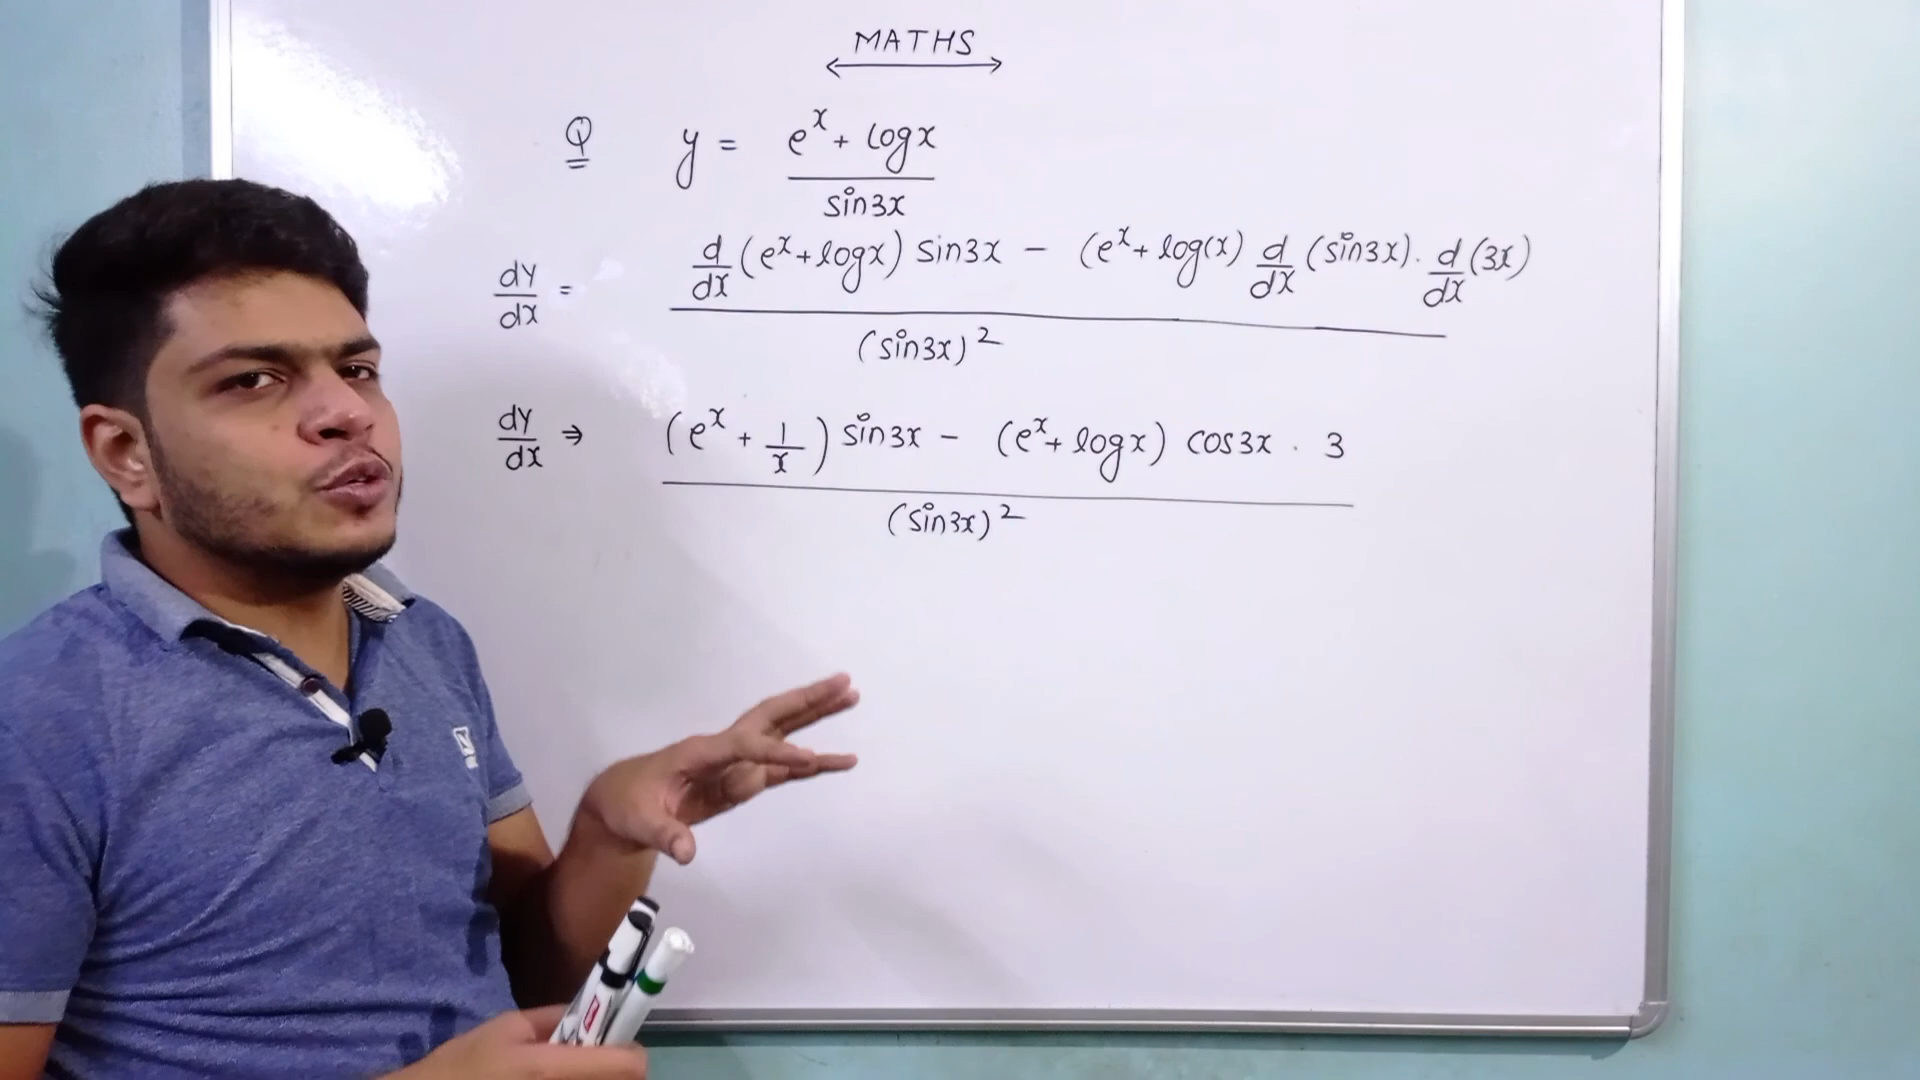 MATHS
Q y = e^x + log x / sin3x
dy/dx = d/dx (e^x + log x) sin3x - (e^x + log(x) d/dx (sin3x) . d/dx (3x) / (sin3x)^2
dy/dx ⇒ (e^x + 1/x) sin3x - (e^x + log x) cos3x . 3 / (sin3x)^2